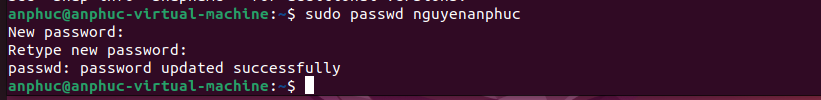 anphuc@anphuc-virtual-machine:~$ sudo passwd nguyenanphuc
New password:
Retype new password:
passwd: password updated successfully
anphuc@anphuc-virtual-machine:~$